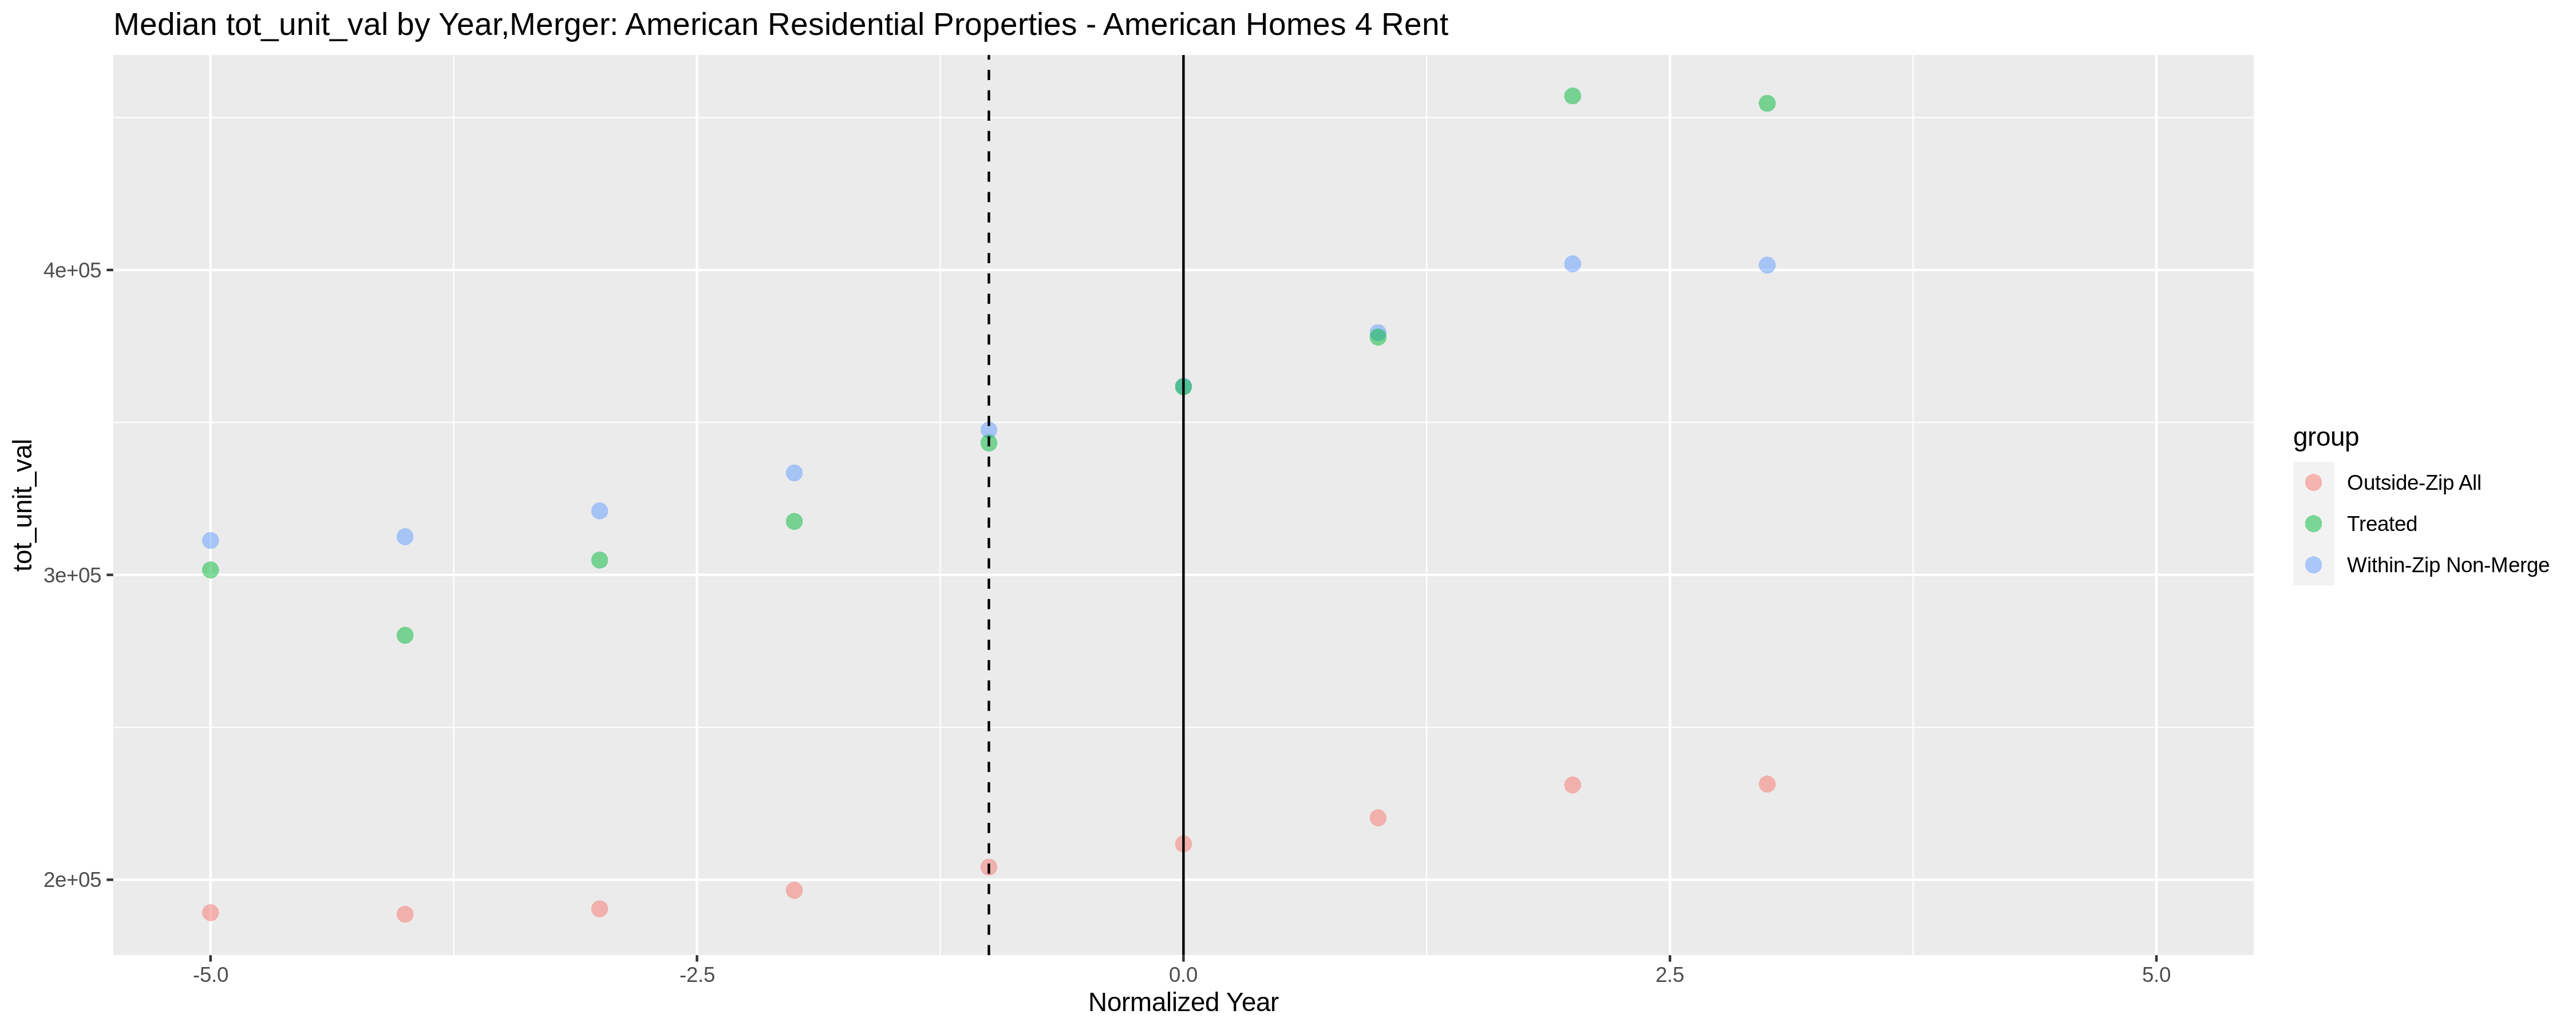 Median tot_unit_val by Year,Merger: American Residential Properties - American Homes 4 Rent
tot_unit_val
4e+05
3e+05
2e+05
-5.0
-2.5
0.0
2.5
5.0
Normalized Year
group
Outside-Zip All
Treated
Within-Zip Non-Merge